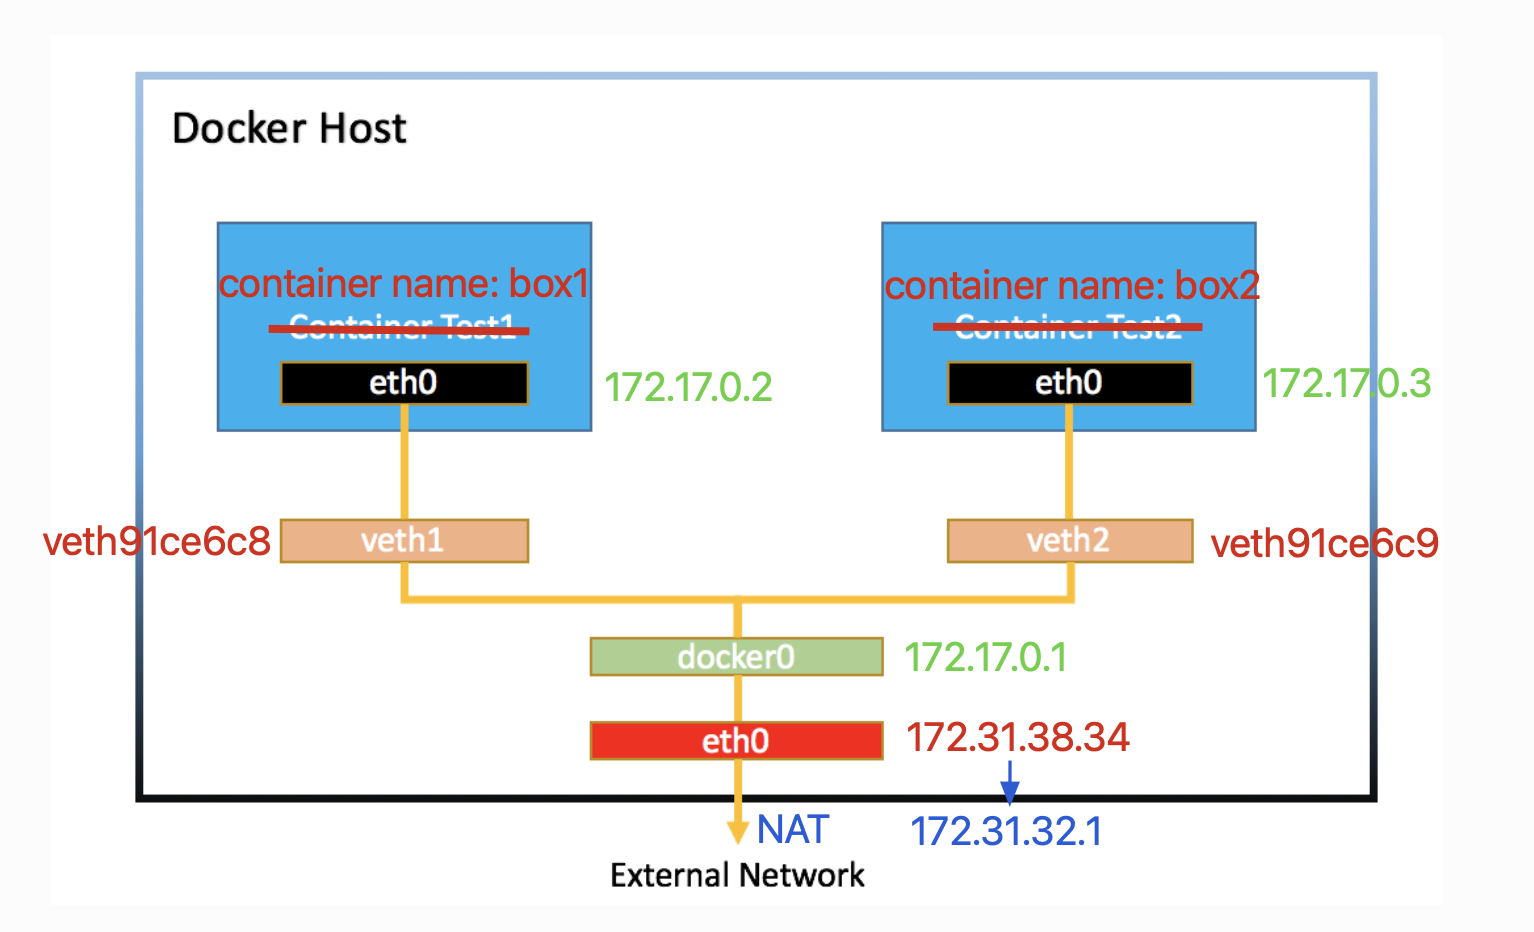 Docker Host
container name: box1
Container Test1
eth0
172.17.0.2
container name: box2
Container Test2
eth0
172.17.0.3
veth91ce6c8
veth1
veth2
veth91ce6c9
docker0
172.17.0.1
eth0
172.31.38.34
NAT
172.31.32.1
External Network